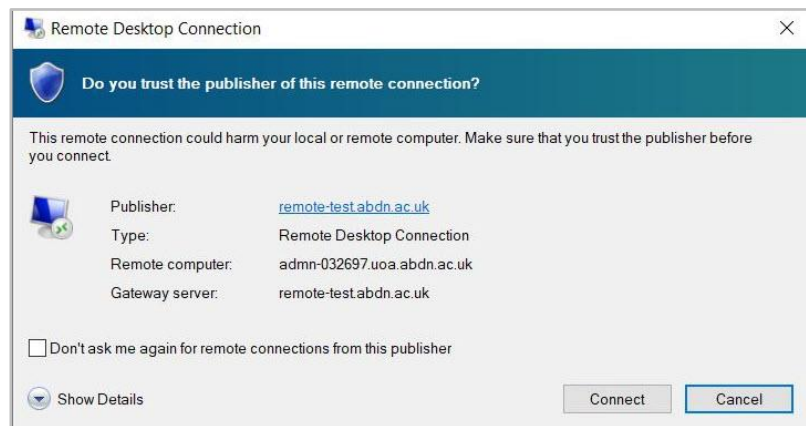 Remote Desktop Connection
Do you trust the publisher of this remote connection?
This remote connection could harm your local or remote computer. Make sure that you trust the publisher before
you connect.
Publisher: remote-test.abdn.ac.uk
Type: Remote Desktop Connection
Remote computer: admn-032697.uoa.abdn.ac.uk
Gateway server: remote-test.abdn.ac.uk
Don't ask me again for remote connections from this publisher
Show Details Connect Cancel